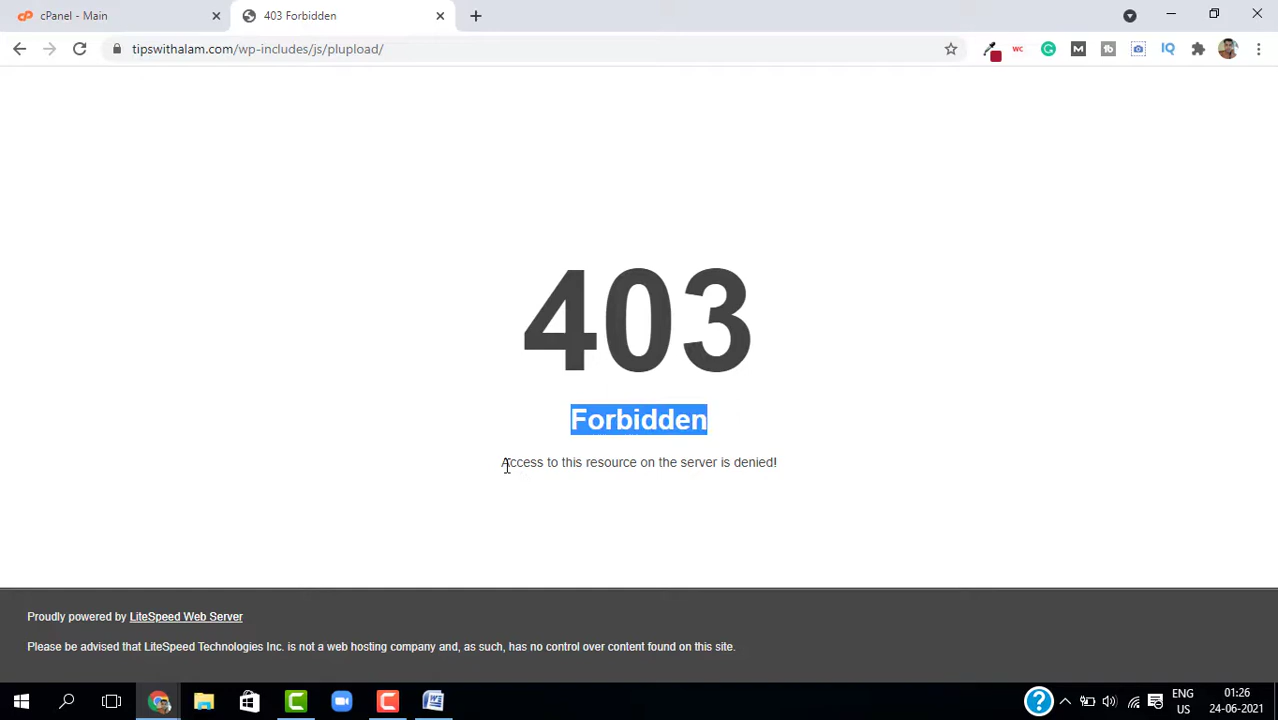 cPanel - Main
403 Forbidden
tipswithalam.com/wp-includes/js/plupload/
WC
M
IQ
403
Forbidden
Access to this resource on the server is denied!
Proudly powered by LiteSpeed Web Server
Please be advised that LiteSpeed Technologies Inc. is not a web hosting company and, as such, has no control over content found on this site.
ENG
US
01:26
24-06-2021